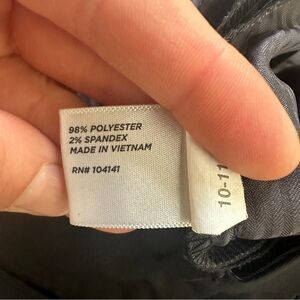 98% POLYESTER
2% SPANDEX
MADE IN VIETNAM
RN# 104141
10-11